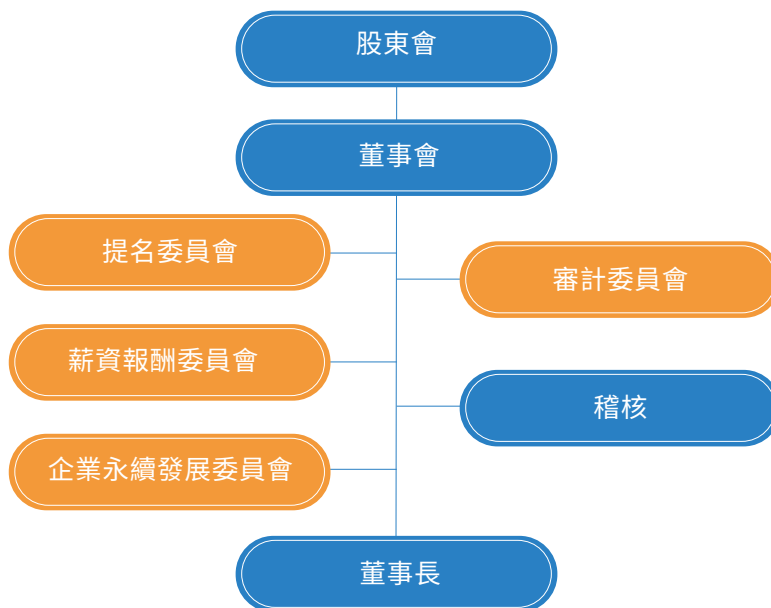 股東會
董事會
提名委員會
審計委員會
薪資報酬委員會
稽核
企業永續發展委員會
董事長